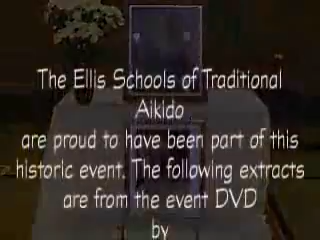 The Ellis Schools of Traditional
Aikido
are proud to have been part of this
historic event. The following extracts
are from the event DVD
by